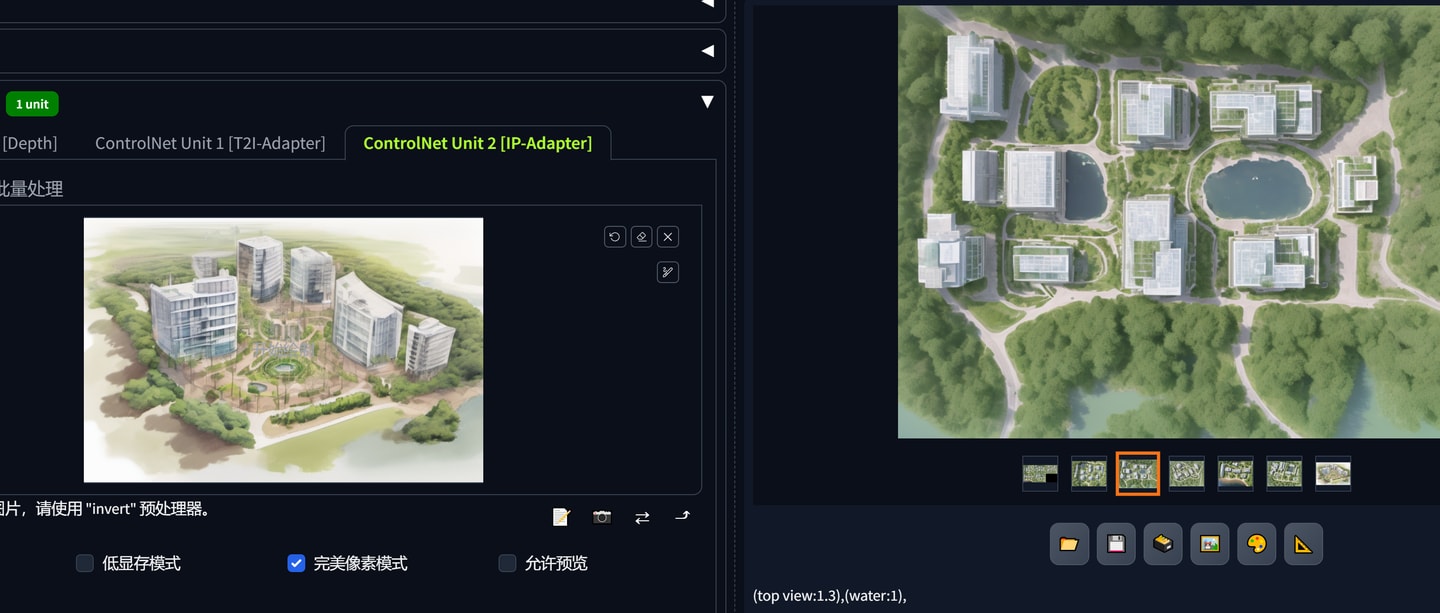 1 unit
[Depth]
ControlNet Unit 1 [T2I-Adapter]
ControlNet Unit 2 [IP-Adapter]
批量处理
图片，请使用 "invert" 预处理器。
低显存模式
完美像素模式
允许预览
(top view:1.3),(water:1),